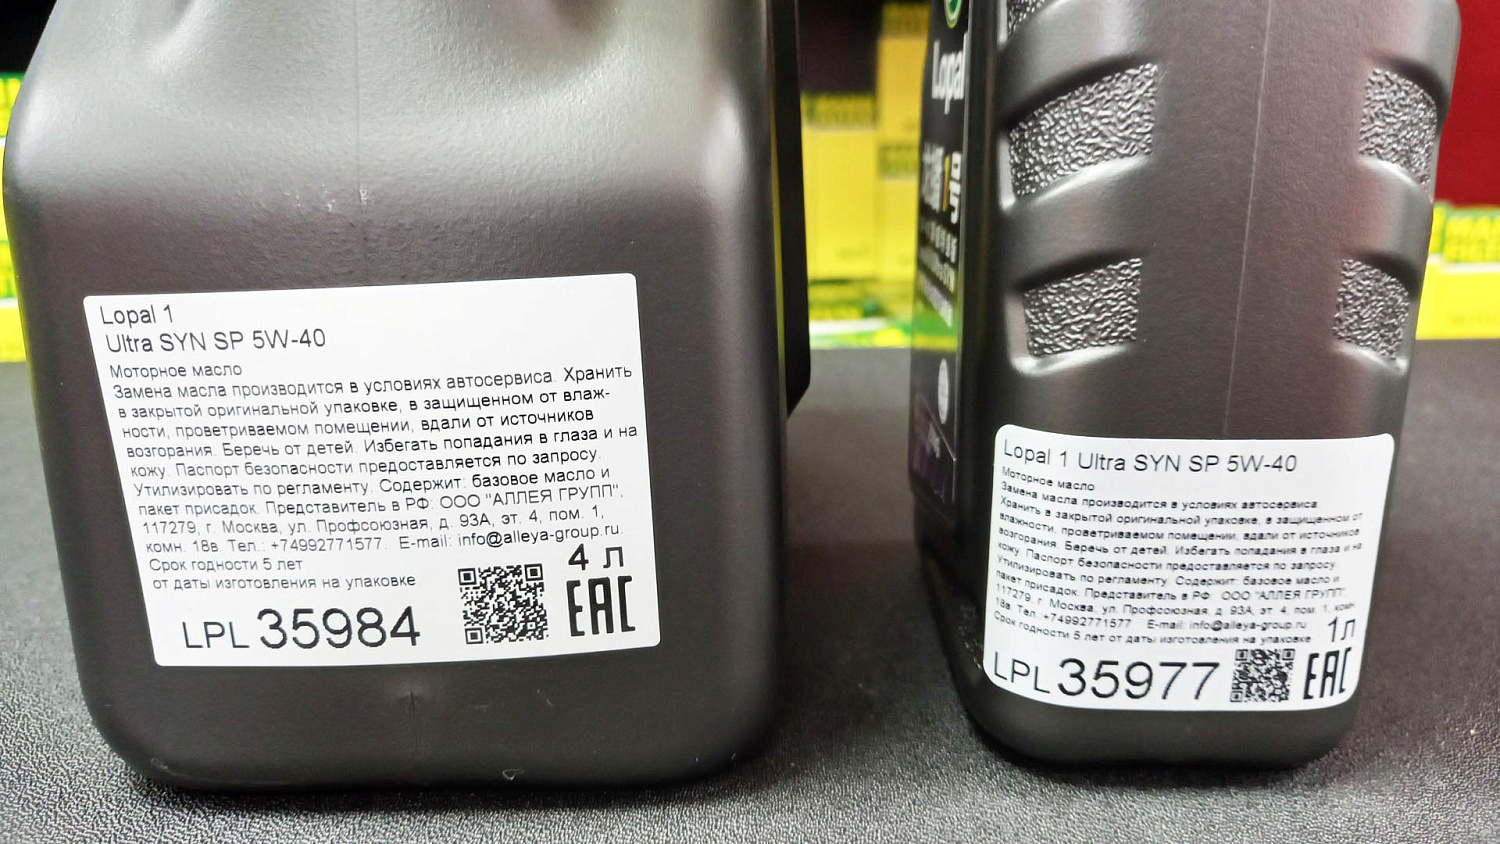 Lopal 1
Ultra SYN SP 5W-40
Моторное масло
Замена масла производится в условиях автосервиса. Хранить
в закрытой оригинальной упаковке, в защищенном от влаж-
ности, проветриваемом помещении, вдали от источников
возгорания. Беречь от детей. Избегать попадания в глаза и на
кожу. Паспорт безопасности предоставляется по запросу.
Утилизировать по регламенту. Содержит: базовое масло и
пакет присадок. Представитель в РФ: ООО "АЛЛЕЯ ГРУПП",
117279, г. Москва, ул. Профсоюзная, д. 93А, эт. 4, пом. 1,
комн. 18в. Тел.: +74992771577. E-mail: info@alleya-group.ru.
Срок годности 5 лет
от даты изготовления на упаковке
4 л
LPL 35984
EAC
Lopal
1号
Lopal 1 Ultra SYN SP 5W-40
Моторное масло
Замена масла производится в условиях автосервиса.
Хранить в закрытой оригинальной упаковке, в защищенном от
влажности, проветриваемом помещении, вдали от источников
возгорания. Беречь от детей. Избегать попадания в глаза и на
кожу. Паспорт безопасности предоставляется по запросу.
Утилизировать по регламенту. Содержит: базовое масло и
пакет присадок. Представитель в РФ: ООО "АЛЛЕЯ ГРУПП",
117279, г. Москва, ул. Профсоюзная, д. 93А, эт. 4, пом. 1, комн.
18в. Тел. +74992771577 E-mail: info@alleya-group.ru
Срок годности 5 лет от даты изготовления на упаковке
1л
LPL 35977
EAC